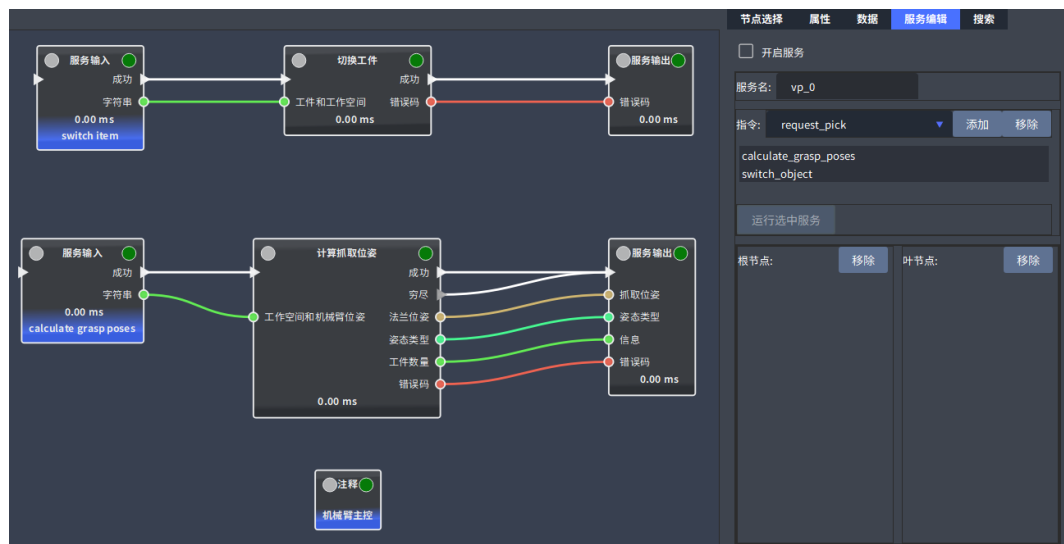 节点选择 属性 数据 服务编辑 搜索
开启服务
服务名: vp_0
指令: request_pick 添加 移除
calculate_grasp_poses
switch_object
运行选中服务
根节点: 移除 叶节点: 移除
服务输入
成功
字符串
0.00 ms
switch item
切换工件
成功
工件和工作空间 错误码
0.00 ms
服务输出
错误码
0.00 ms
服务输入
成功
字符串
0.00 ms
calculate grasp poses
计算抓取位姿
成功
穷尽
工作空间和机械臂位姿 法兰位姿
姿态类型
工件数量
错误码
0.00 ms
服务输出
抓取位姿
姿态类型
信息
错误码
0.00 ms
注释
机械臂主控